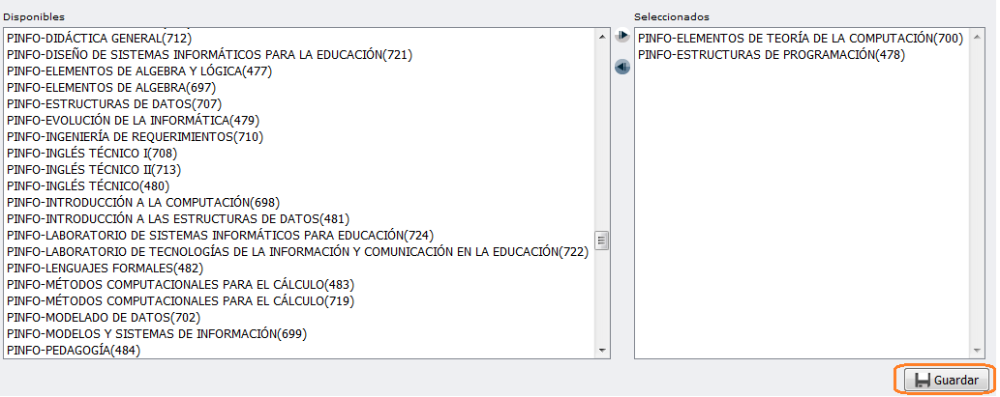 Disponibles
PINFO-DIDÁCTICA GENERAL(712)
PINFO-DISEÑO DE SISTEMAS INFORMÁTICOS PARA LA EDUCACIÓN(721)
PINFO-ELEMENTOS DE ALGEBRA Y LÓGICA(477)
PINFO-ELEMENTOS DE ALGEBRA(697)
PINFO-ESTRUCTURAS DE DATOS(707)
PINFO-EVOLUCIÓN DE LA INFORMÁTICA(479)
PINFO-INGENIERÍA DE REQUERIMIENTOS(710)
PINFO-INGLÉS TÉCNICO I(708)
PINFO-INGLÉS TÉCNICO II(713)
PINFO-INGLÉS TÉCNICO(480)
PINFO-INTRODUCCIÓN A LA COMPUTACIÓN(698)
PINFO-INTRODUCCIÓN A LAS ESTRUCTURAS DE DATOS(481)
PINFO-LABORATORIO DE SISTEMAS INFORMÁTICOS PARA EDUCACIÓN(724)
PINFO-LABORATORIO DE TECNOLOGÍAS DE LA INFORMACIÓN Y COMUNICACIÓN EN LA EDUCACIÓN(722)
PINFO-LENGUAJES FORMALES(482)
PINFO-MÉTODOS COMPUTACIONALES PARA EL CÁLCULO(483)
PINFO-MÉTODOS COMPUTACIONALES PARA EL CÁLCULO(719)
PINFO-MODELADO DE DATOS(702)
PINFO-MODELOS Y SISTEMAS DE INFORMACIÓN(699)
PINFO-PEDAGOGÍA(484)
Seleccionados
PINFO-ELEMENTOS DE TEORÍA DE LA COMPUTACIÓN(700)
PINFO-ESTRUCTURAS DE PROGRAMACIÓN(478)
Guardar